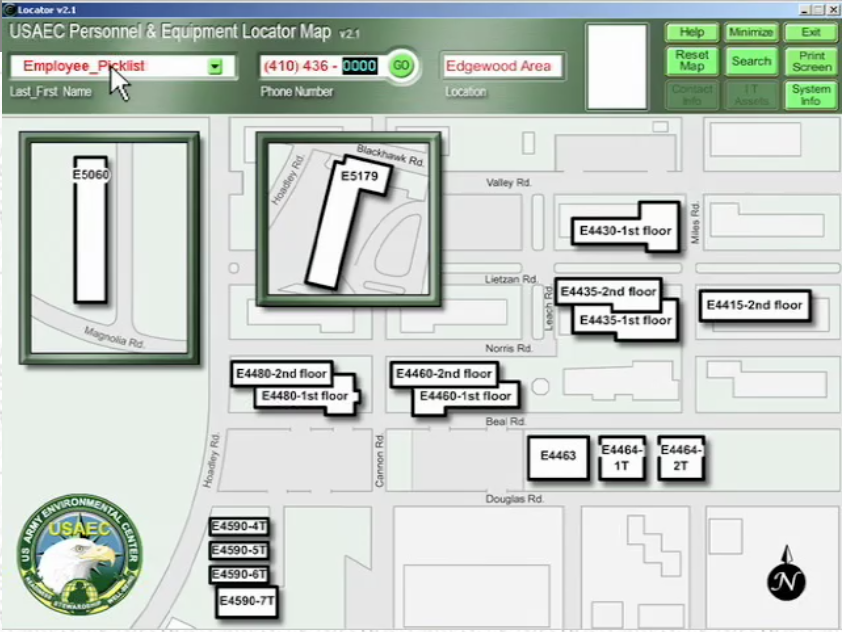 Locator v2.1
USAEC Personnel & Equipment Locator Map v2.1
Employee_Picklist
Last_First Name
(410) 436 - 0000 GO
Phone Number
Edgewood Area
Location
Help Minimize Exit
Reset Map Search Print Screen
Contact Info I T Assets System Info
E5060
Magnolia Rd.
Blackhawk Rd.
Hoadley Rd.
E5179
Valley Rd.
Miles Rd.
E4430-1st floor
Lietzan Rd.
Leach Rd.
E4435-2nd floor
E4435-1st floor
E4415-2nd floor
Norris Rd.
E4480-2nd floor
E4480-1st floor
E4460-2nd floor
E4460-1st floor
Beal Rd.
Hoadley Rd.
Cannon Rd.
E4463
E4464-1T
E4464-2T
Douglas Rd.
E4590-4T
E4590-5T
E4590-6T
E4590-7T
US ARMY ENVIRONMENTAL CENTER
USAEC
READINESS STEWARDSHIP WELL-BEING
N